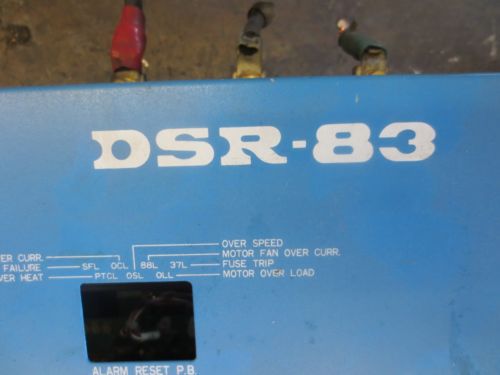 DSR-83
OVER SPEED
ER CURR. MOTOR FAN OVER CURR.
FAILURE SFL OCL 88L 37L FUSE TRIP
VER HEAT PTCL OSL OLL MOTOR OVER LOAD
ALARM RESET P.B.